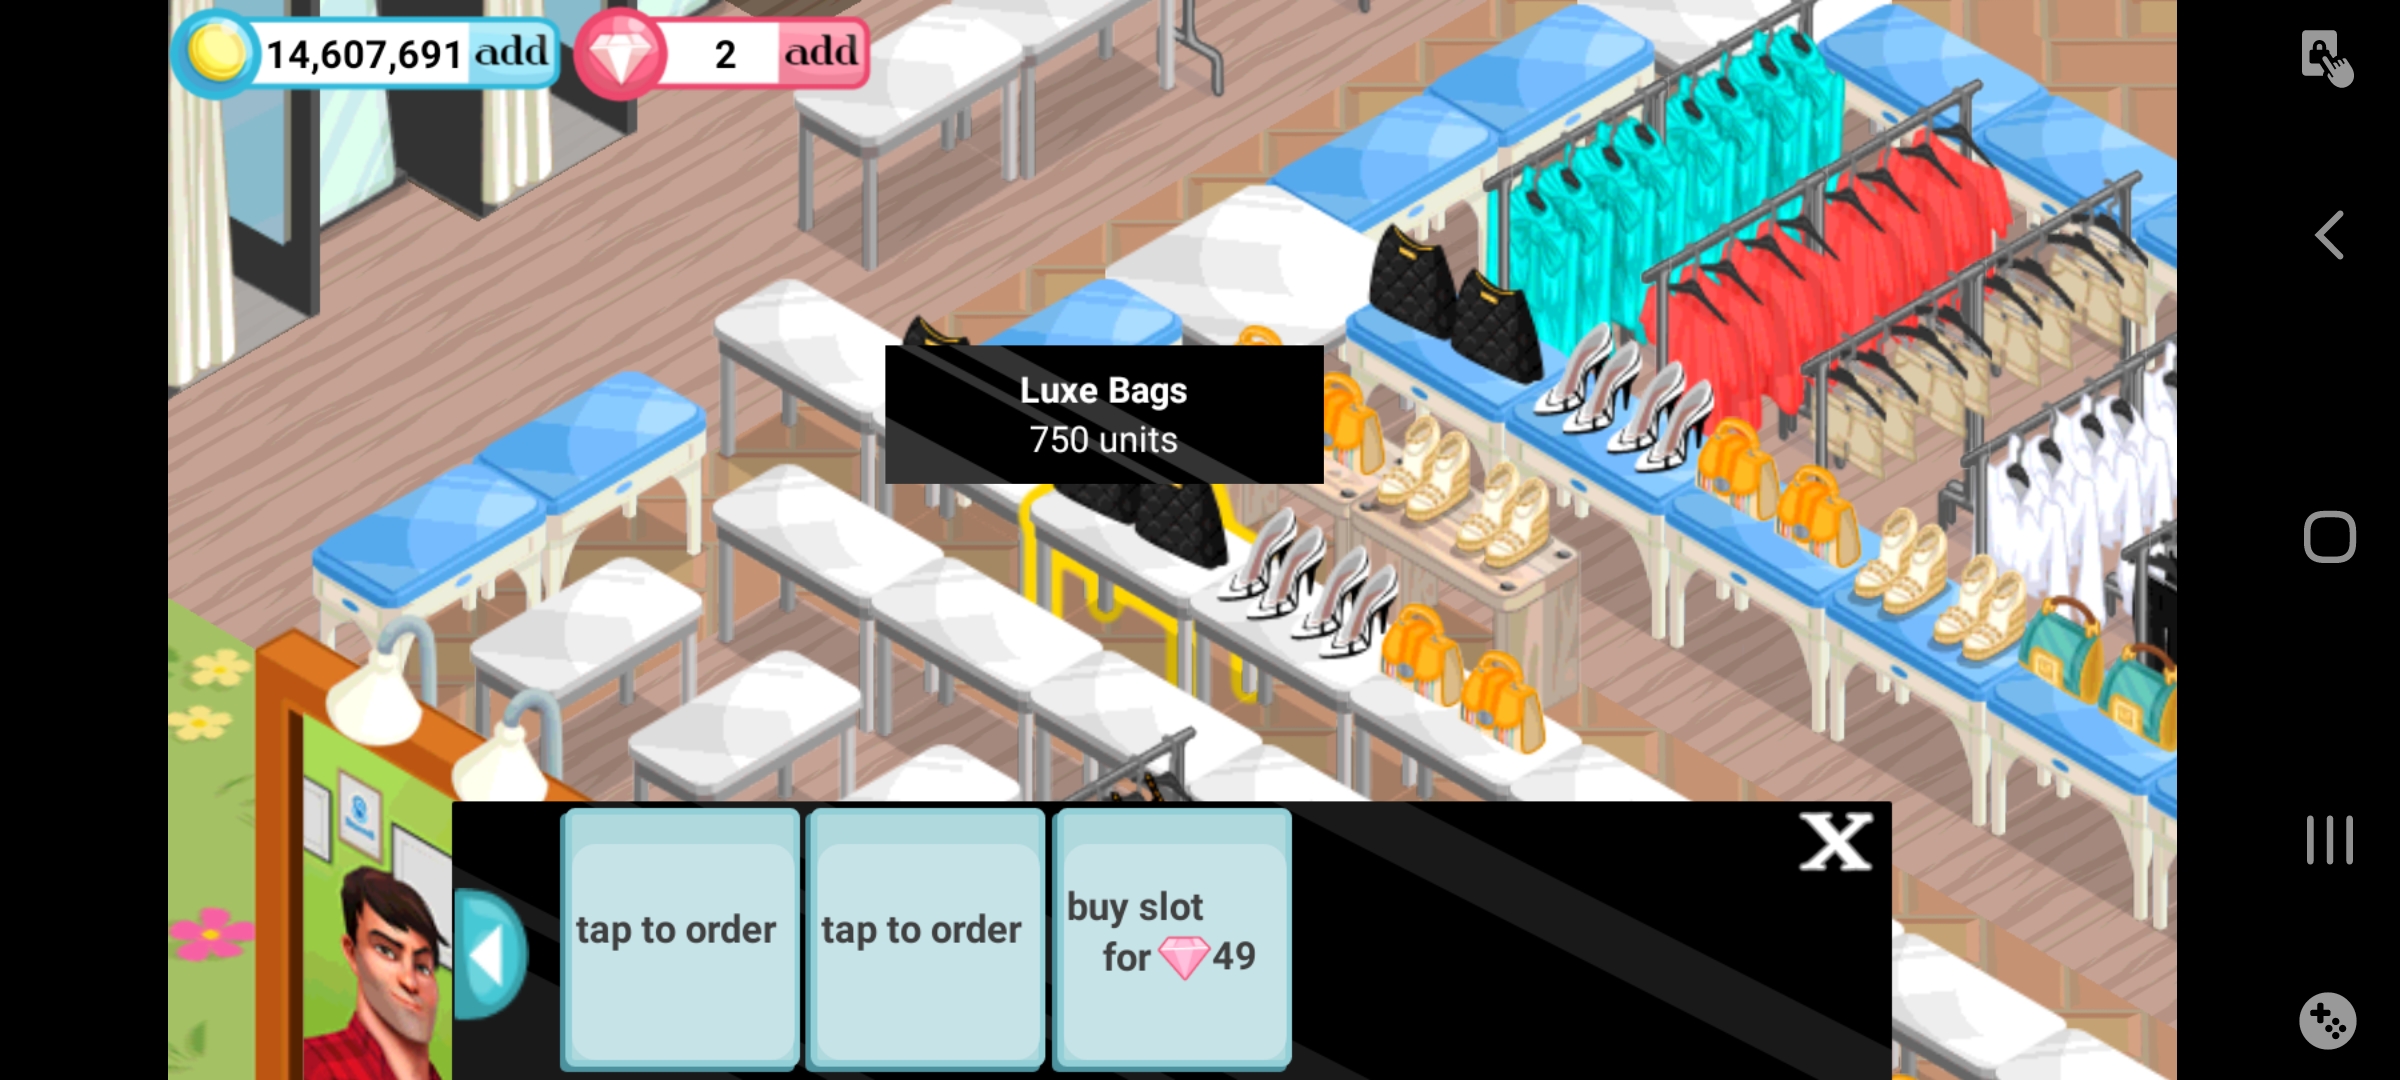 14,607,691 add
2 add
Luxe Bags
750 units
tap to order
tap to order
buy slot
for 49
X